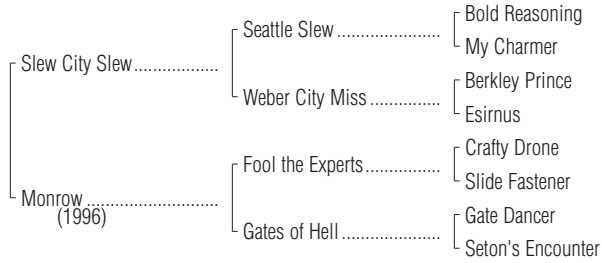 Bold Reasoning
Seattle Slew ........................
My Charmer
Slew City Slew...................
Berkley Prince
Weber City Miss ................
Esirnus
Crafty Drone
Fool the Experts.................
Slide Fastener
Monrow ..............................
(1996)
Gate Dancer
Gates of Hell ......................
Seton's Encounter